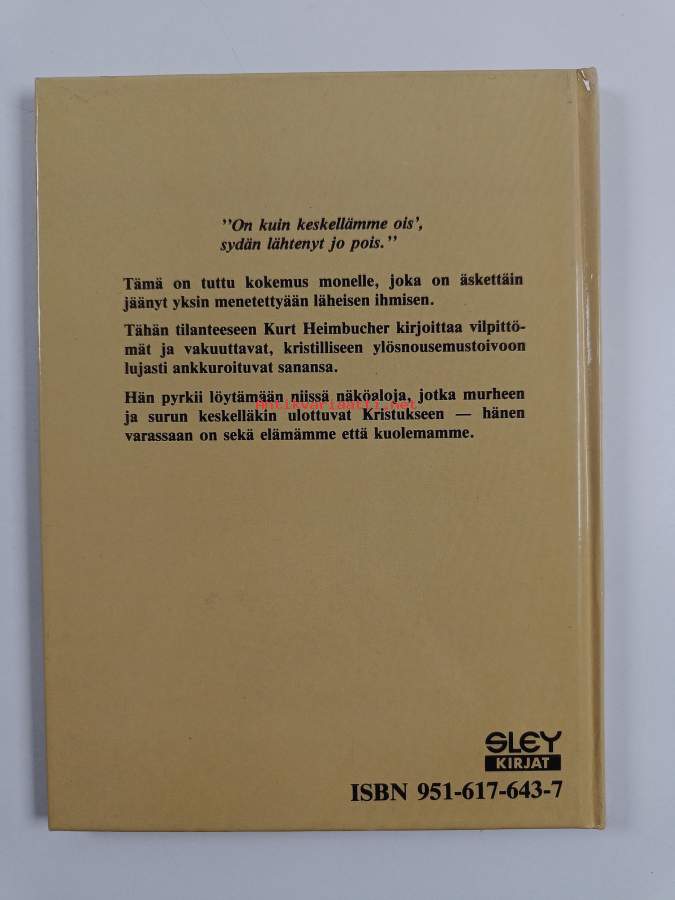 "On kuin keskellämme ois',
sydän lähtenyt jo pois."
Tämä on tuttu kokemus monelle, joka on äskettäin
jäänyt yksin menetettyään läheisen ihmisen.
Tähän tilanteeseen Kurt Heimbucher kirjoittaa vilpittö-
mät ja vakuuttavat, kristilliseen ylösnousemustoivoon
lujasti ankkuroituvat sanansa.
Hän pyrkii löytämään niissä näköaloja, jotka murheen
antikvariaatti.net
ja surun keskelläkin ulottuvat Kristukseen — hänen
varassaan on sekä elämämme että kuolemamme.
SLEY
KIRJAT
ISBN 951-617-643-7